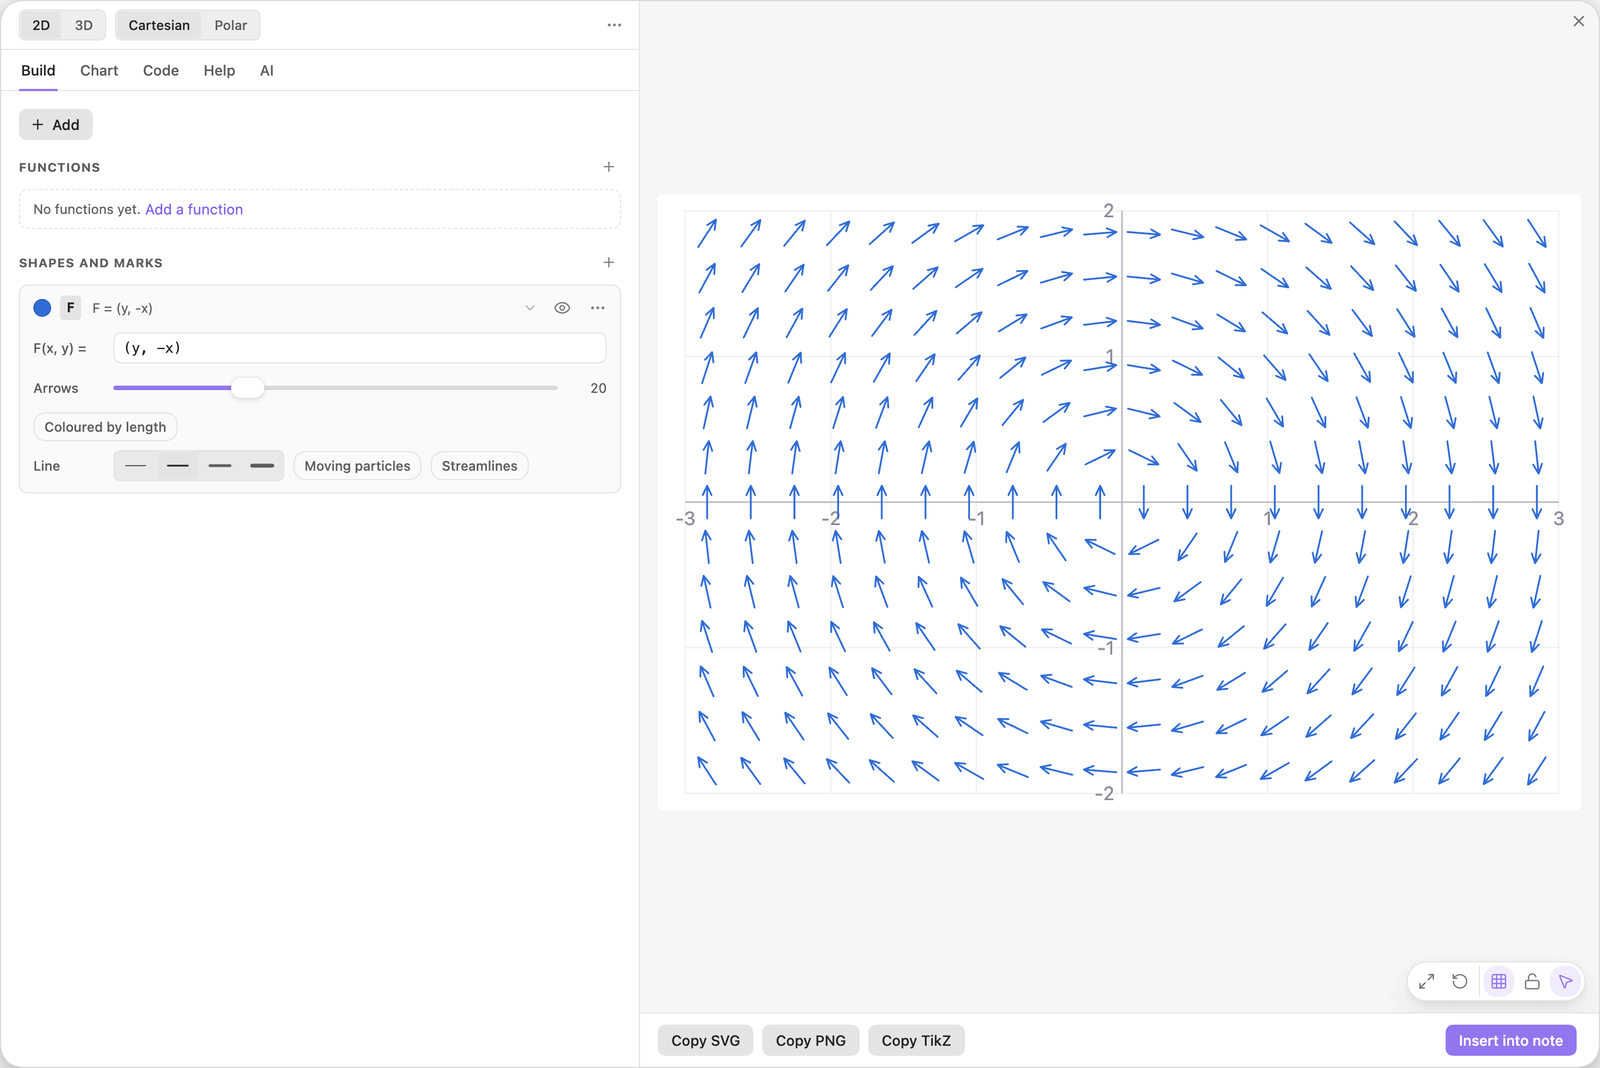 2D 3D Cartesian Polar
Build Chart Code Help AI
+ Add
FUNCTIONS
No functions yet. Add a function
SHAPES AND MARKS
F F = (y, -x)
F(x, y) = (y, -x)
Arrows 20
Coloured by length
Line Moving particles Streamlines
2
1
-3 -2 -1 1 2 3
-1
-2
Copy SVG Copy PNG Copy TikZ Insert into note